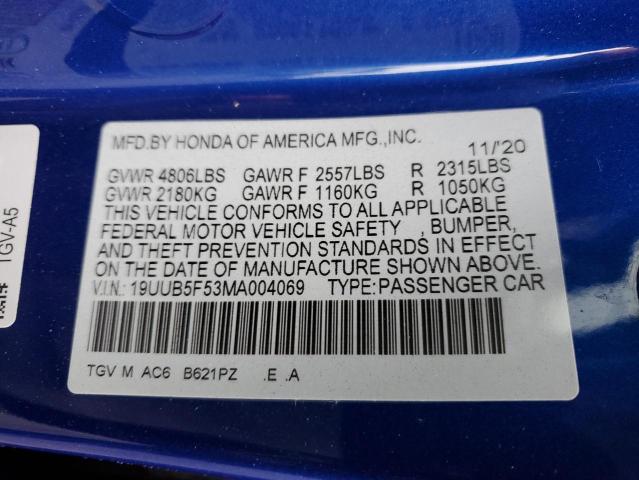 MFD.BY HONDA OF AMERICA MFG.,INC. 11/'20
GVWR 4806LBS GAWR F 2557LBS R 2315LBS
GVWR 2180KG GAWR F 1160KG R 1050KG
THIS VEHICLE CONFORMS TO ALL APPLICABLE
FEDERAL MOTOR VEHICLE SAFETY , BUMPER,
AND THEFT PREVENTION STANDARDS IN EFFECT
ON THE DATE OF MANUFACTURE SHOWN ABOVE.
V.I.N.: 19UUB5F53MA004069 TYPE:PASSENGER CAR
TGV M AC6 B621PZ .E .A
TGV-A5